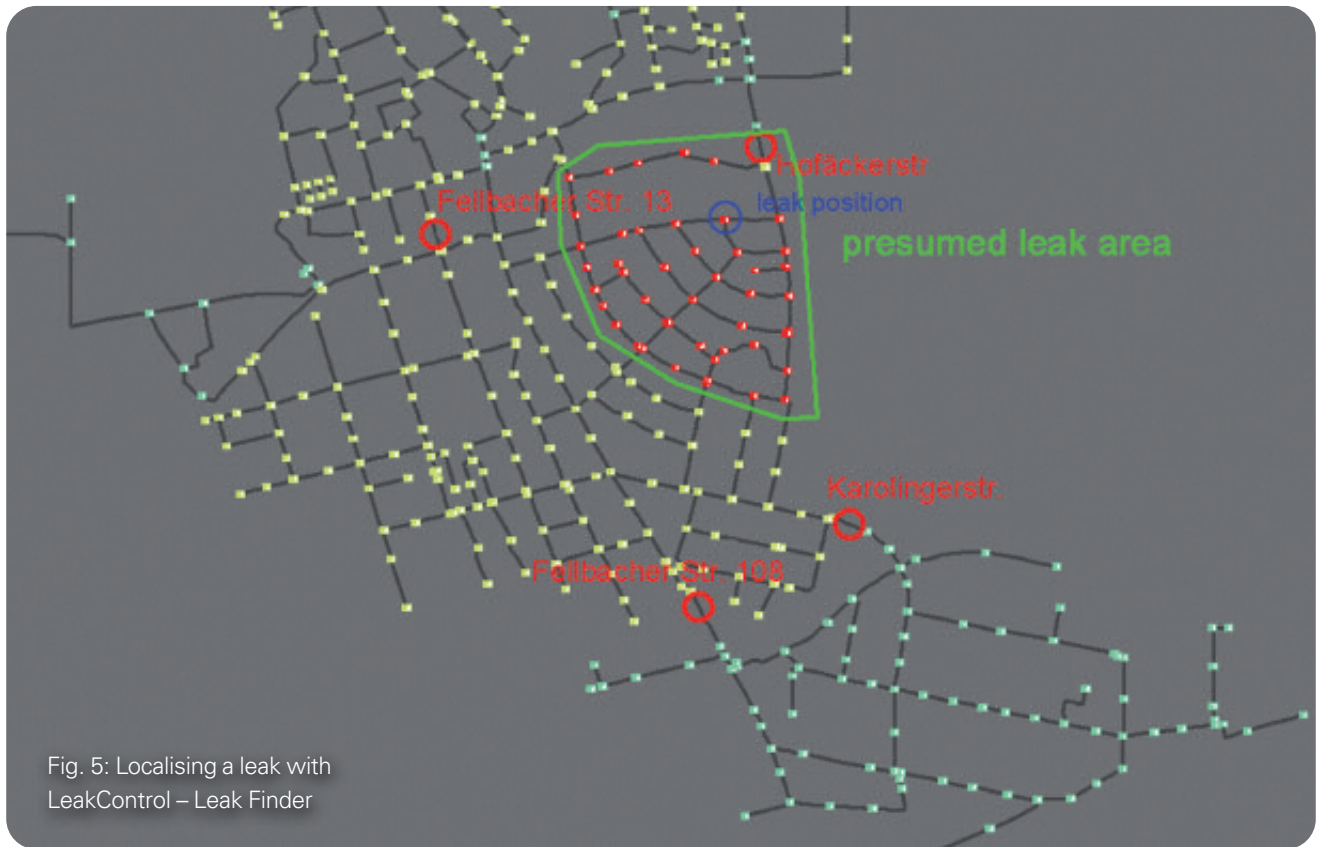 Hofäckerstr
Fellbacher Str. 13
leak position
presumed leak area
Karolingerstr.
Fellbacher Str. 108
Fig. 5: Localising a leak with
LeakControl – Leak Finder